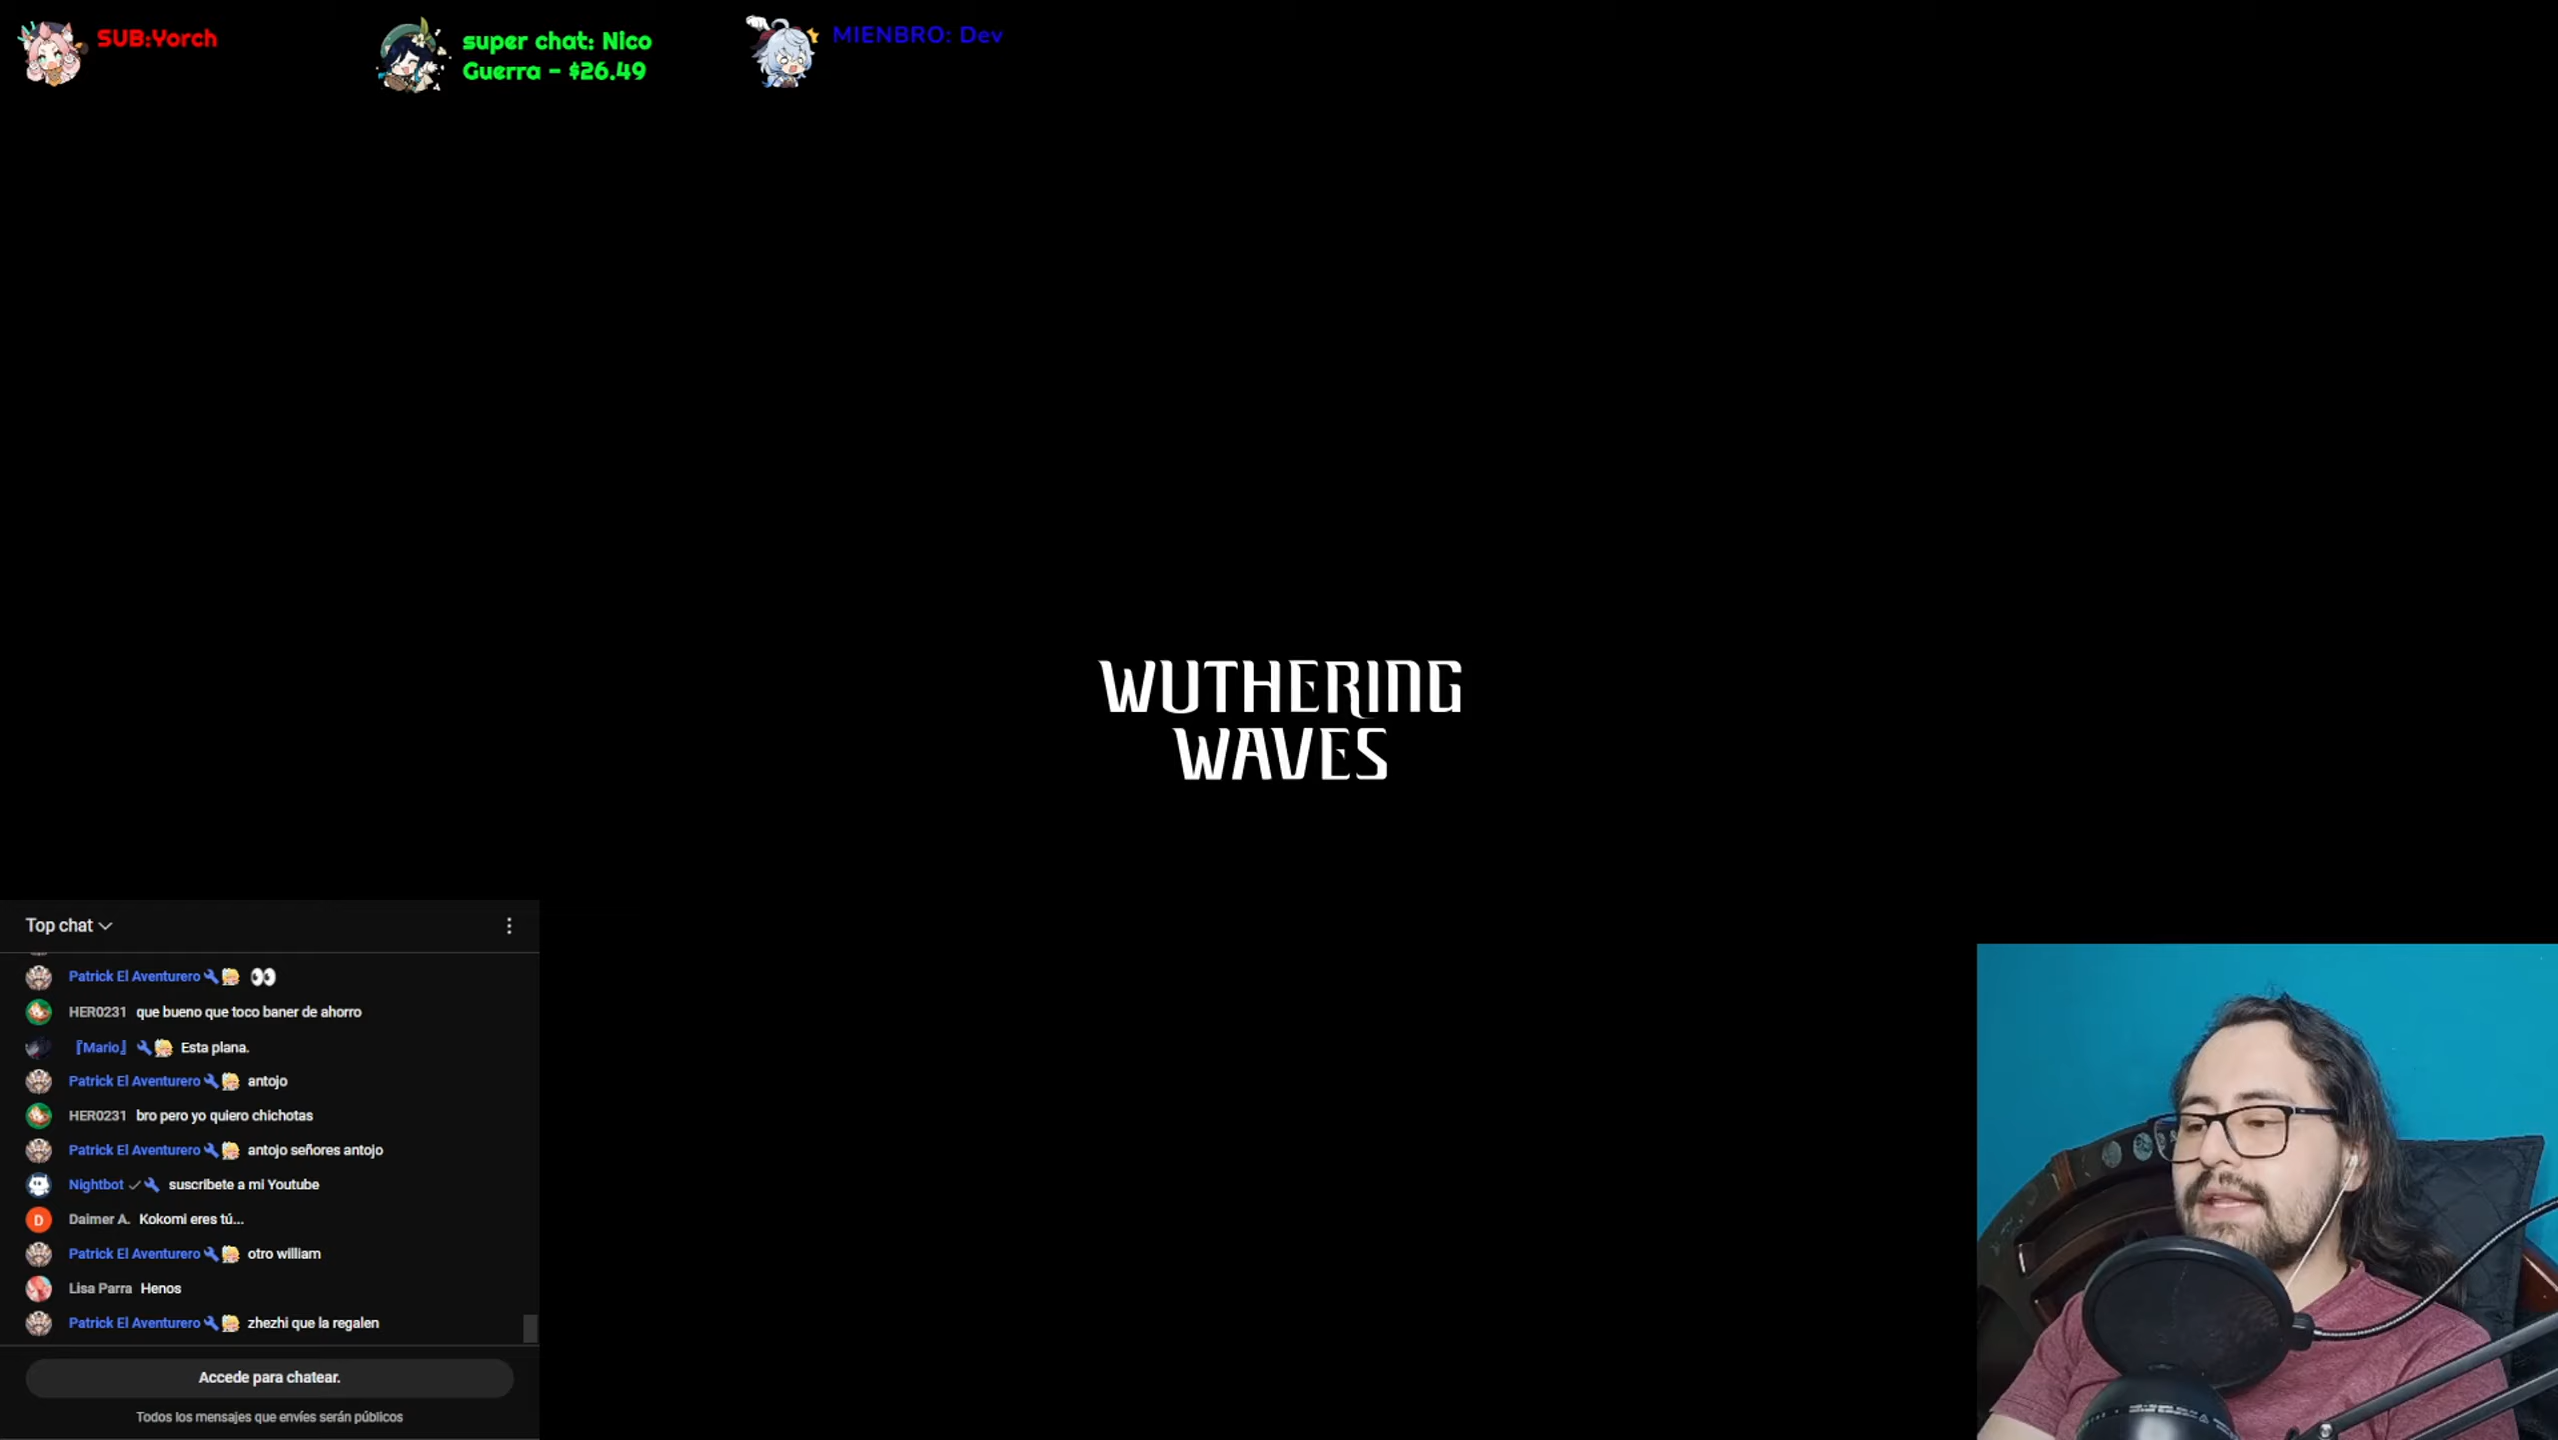 SUB:Yorch
super chat: Nico
Guerra - $26.49
MIENBRO: Dev
WUTHERING
WAVES
Top chat
Patrick El Aventurero 👀
HER0231 que bueno que toco baner de ahorro
『Mario』 Esta plana.
Patrick El Aventurero antojo
HER0231 bro pero yo quiero chichotas
Patrick El Aventurero antojo señores antojo
Nightbot suscribete a mi Youtube
D Daimer A. Kokomi eres tú...
Patrick El Aventurero otro william
Lisa Parra Henos
Patrick El Aventurero zhezhi que la regalen
Accede para chatear.
Todos los mensajes que envíes serán públicos